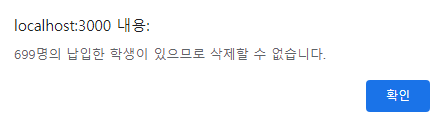 localhost:3000 내용:
699명의 납입한 학생이 있으므로 삭제할 수 없습니다.
확인